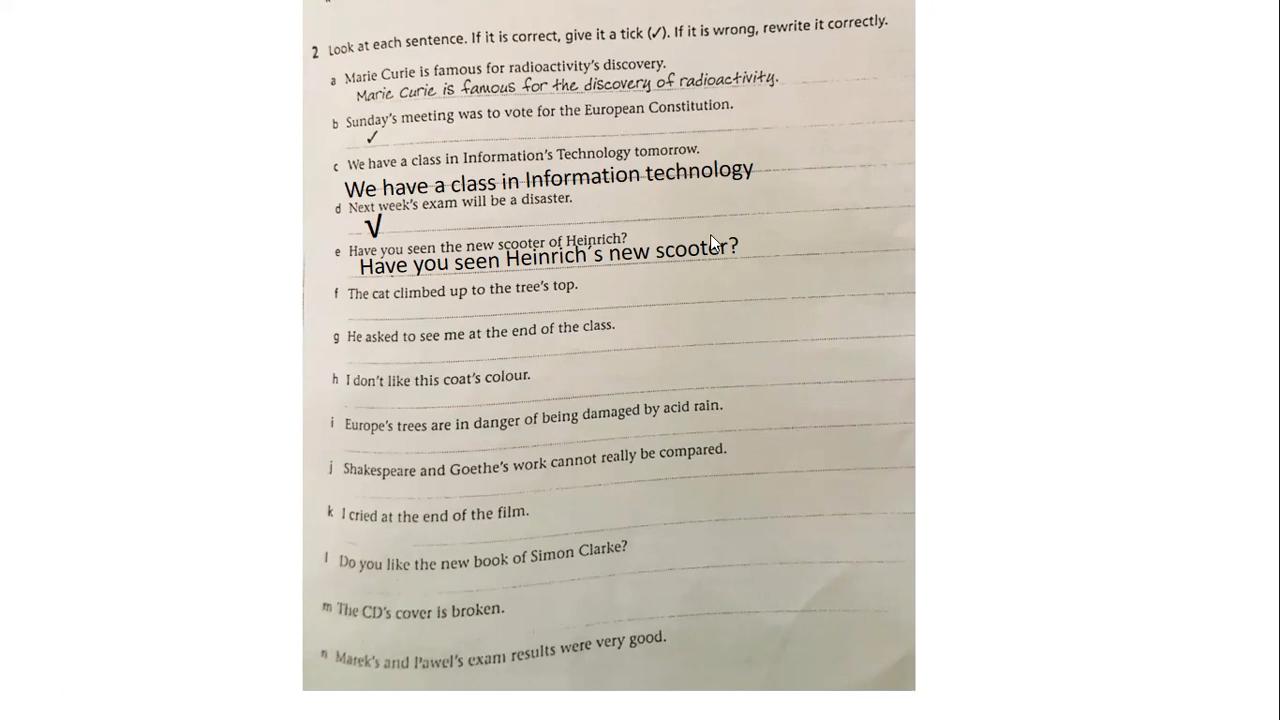 2 Look at each sentence. If it is correct, give it a tick (✓). If it is wrong, rewrite it correctly.
a Marie Curie is famous for radioactivity's discovery.
Marie Curie is famous for the discovery of radioactivity.
b Sunday's meeting was to vote for the European Constitution.
✓
c We have a class in Information's Technology tomorrow.
We have a class in Information technology
d Next week's exam will be a disaster.
√
e Have you seen the new scooter of Heinrich?
Have you seen Heinrich´s new scooter?
f The cat climbed up to the tree's top.
g He asked to see me at the end of the class.
h I don't like this coat's colour.
i Europe's trees are in danger of being damaged by acid rain.
j Shakespeare and Goethe's work cannot really be compared.
k I cried at the end of the film.
l Do you like the new book of Simon Clarke?
m The CD's cover is broken.
n Marek's and Pawel's exam results were very good.